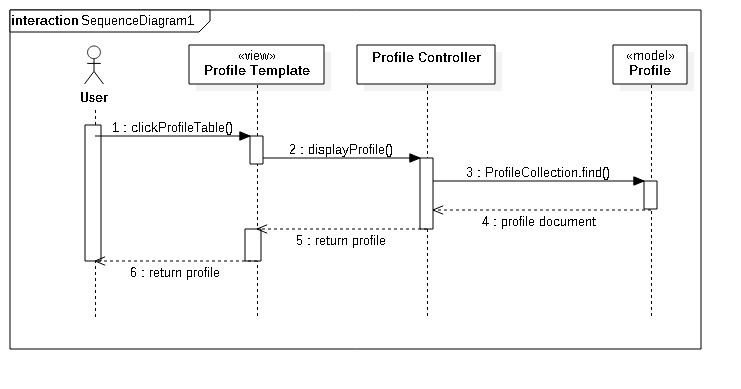 interaction SequenceDiagram1
User
«view»
Profile Template
Profile Controller
«model»
Profile
1 : clickProfileTable()
2 : displayProfile()
3 : ProfileCollection.find()
4 : profile document
5 : return profile
6 : return profile